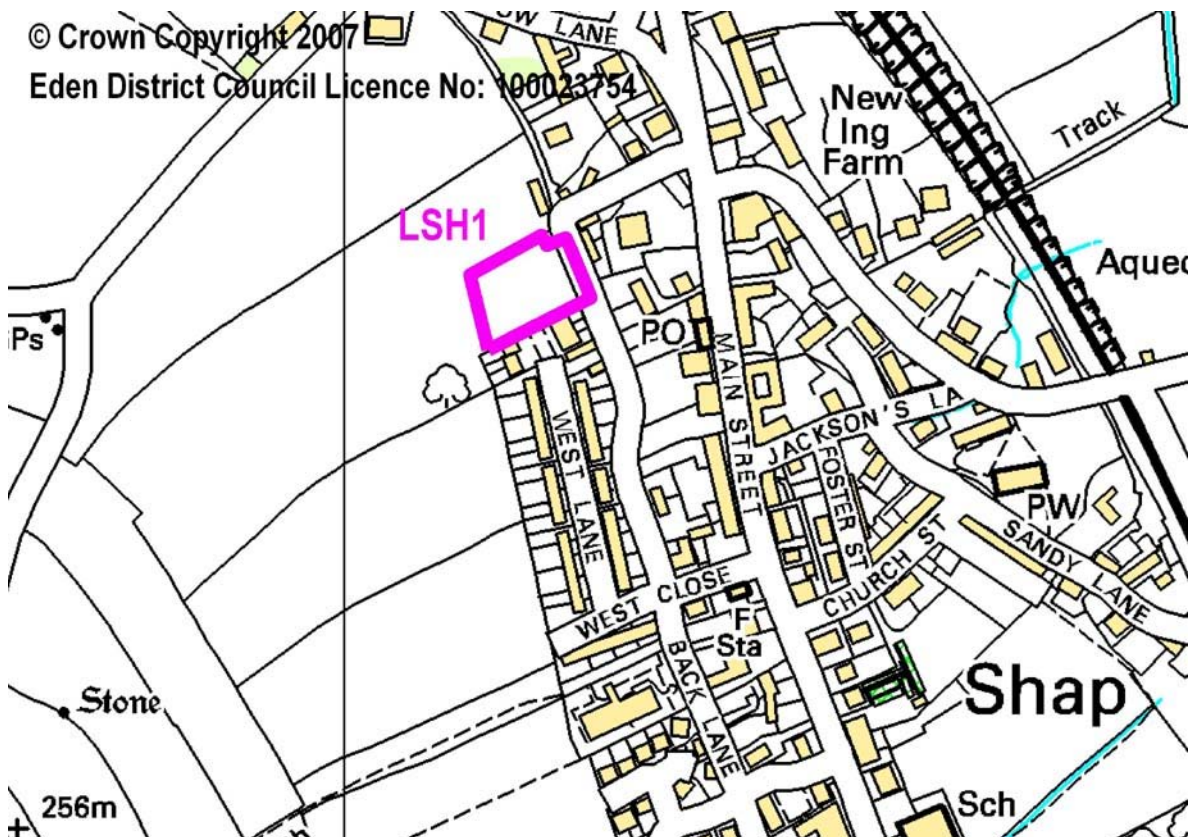 © Crown Copyright 2007
Eden District Council Licence No: 100023754
OW LANE
New
Ing
Farm
Track
LSH1
Aqued
Ps
PO
MAIN STREET
JACKSON'S LA
WEST LANE
FOSTER ST
PW
CHURCH ST
SANDY LANE
WEST CLOSE
F
Sta
BACK LANE
Shap
Stone
256m
Sch